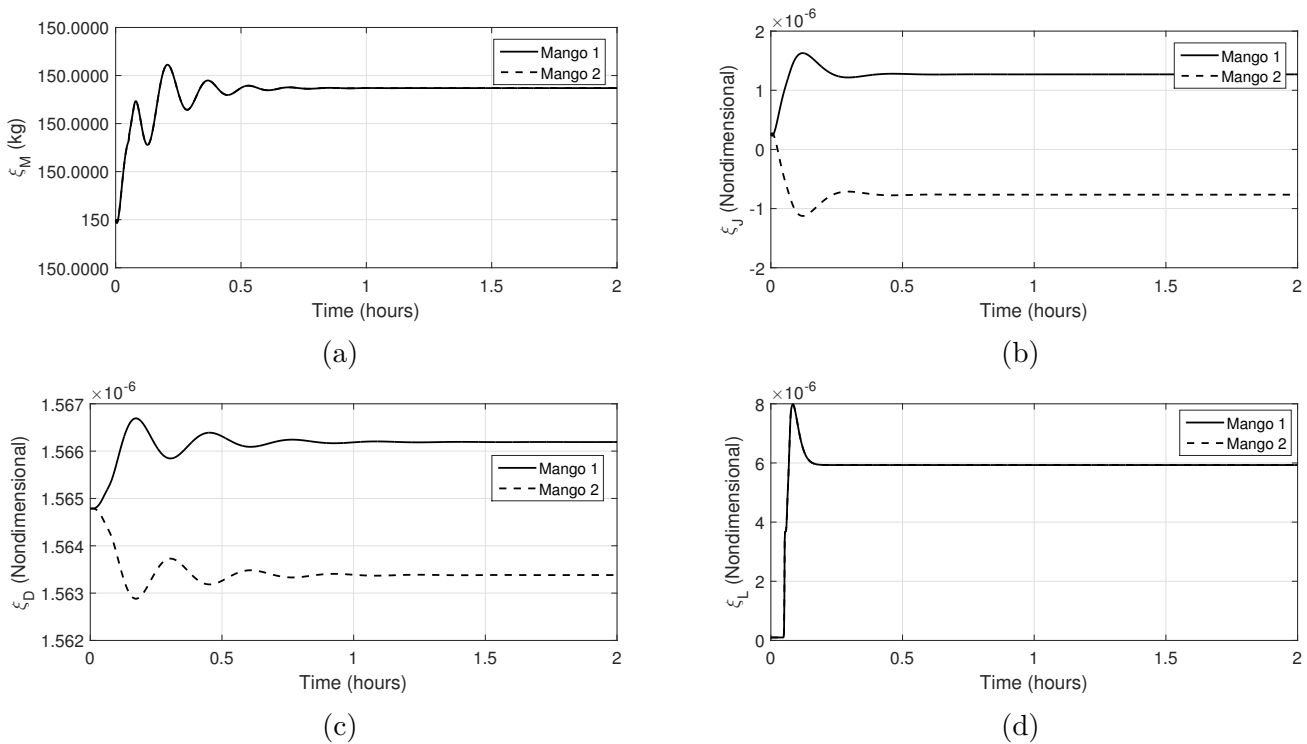 150.0000
150.0000
150.0000
150.0000
150
150.0000
ξM (kg)
0
0.5
1
1.5
2
Time (hours)
Mango 1
Mango 2
(a)
×10-6
2
1
0
-1
-2
ξJ (Nondimensional)
0
0.5
1
1.5
2
Time (hours)
Mango 1
Mango 2
(b)
×10-6
1.567
1.566
1.565
1.564
1.563
1.562
ξD (Nondimensional)
0
0.5
1
1.5
2
Time (hours)
Mango 1
Mango 2
(c)
×10-6
8
6
4
2
0
ξL (Nondimensional)
0
0.5
1
1.5
2
Time (hours)
Mango 1
Mango 2
(d)